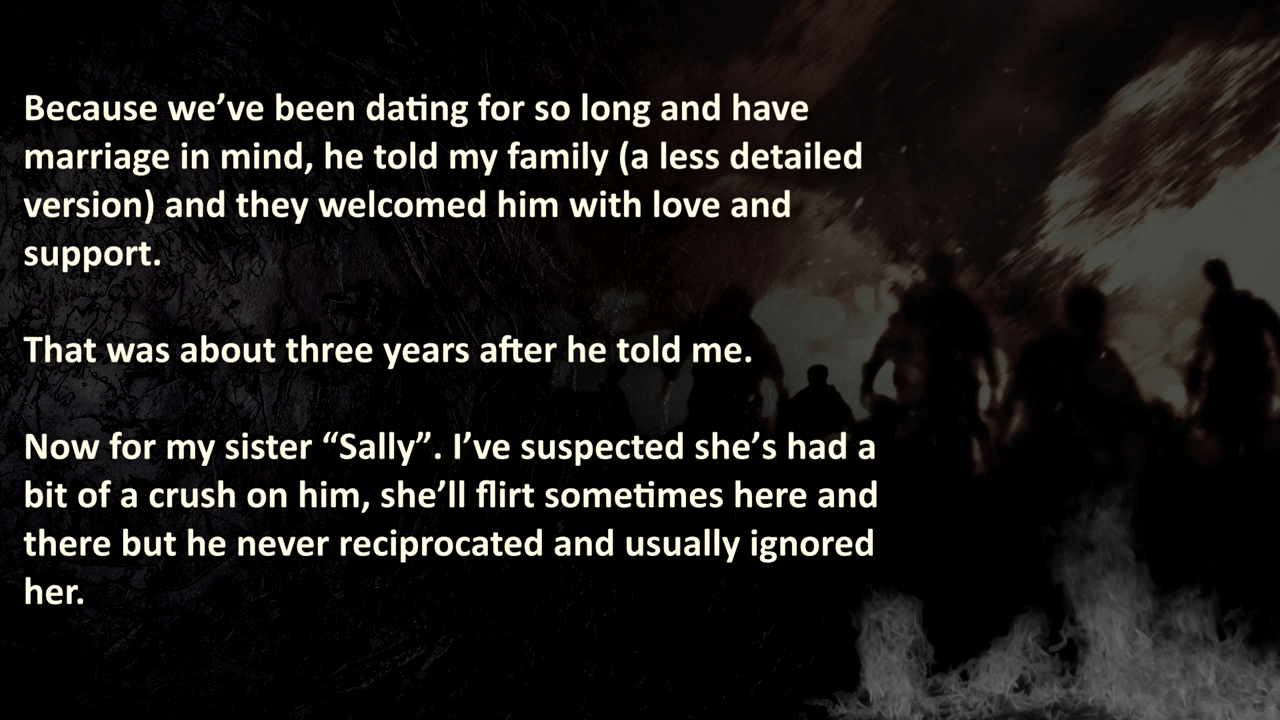 Because we’ve been dating for so long and have
marriage in mind, he told my family (a less detailed
version) and they welcomed him with love and
support.
That was about three years after he told me.
Now for my sister “Sally”. I’ve suspected she’s had a
bit of a crush on him, she’ll flirt sometimes here and
there but he never reciprocated and usually ignored
her.